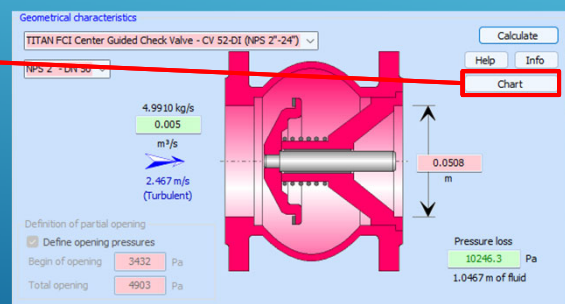 Geometrical characteristics
TITAN FCI Center Guided Check Valve - CV 52-DI (NPS 2"-24")
Calculate
Help
Info
NPS 2" - DN 50
Chart
4.9910 kg/s
0.005
m³/s
2.467 m/s
(Turbulent)
0.0508
m
Definition of partial opening
Define opening pressures
Begin of opening 3432 Pa
Total opening 4903 Pa
Pressure loss
10246.3 Pa
1.0467 m of fluid